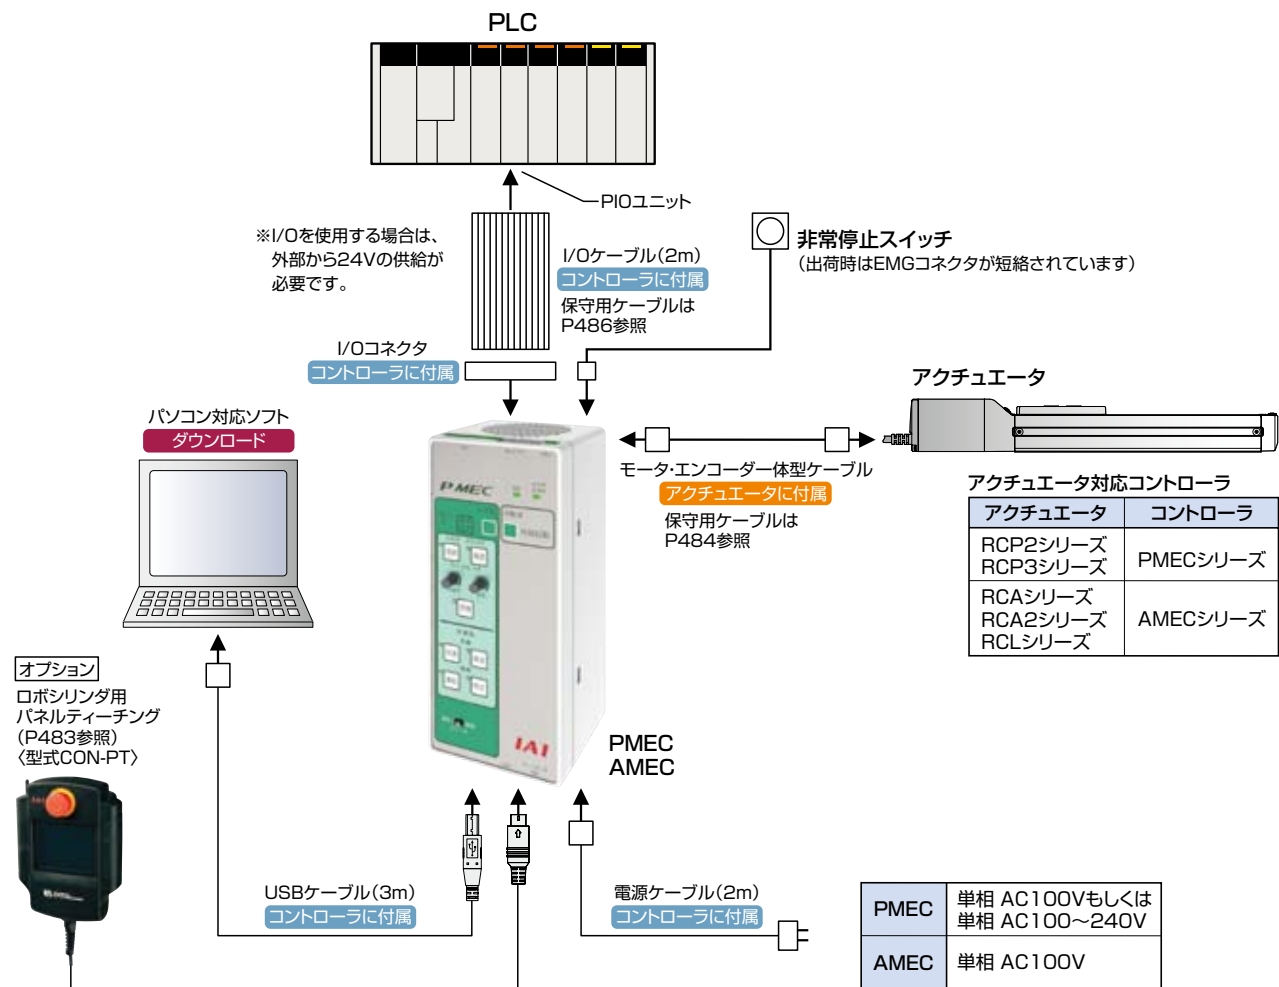 PLC
PIOユニット
※I/Oを使用する場合は、
外部から24Vの供給が
必要です。
I/Oケーブル(2m)
コントローラに付属
保守用ケーブルは
P486参照
非常停止スイッチ
(出荷時はEMGコネクタが短絡されています)
I/Oコネクタ
コントローラに付属
パソコン対応ソフト
ダウンロード
アクチュエータ
モータ・エンコーダ一体型ケーブル
アクチュエータに付属
保守用ケーブルは
P484参照
アクチュエータ対応コントローラ
アクチュエータ コントローラ
RCP2シリーズ
RCP3シリーズ
PMECシリーズ
RCAシリーズ
RCA2シリーズ
RCLシリーズ
AMECシリーズ
PMEC
IAI
オプション
ロボシリンダ用
パネルティーチング
(P483参照)
〈型式CON-PT〉
PMEC
AMEC
USBケーブル(3m)
コントローラに付属
電源ケーブル(2m)
コントローラに付属
PMEC 単相 AC100Vもしくは
単相 AC100〜240V
AMEC 単相 AC100V